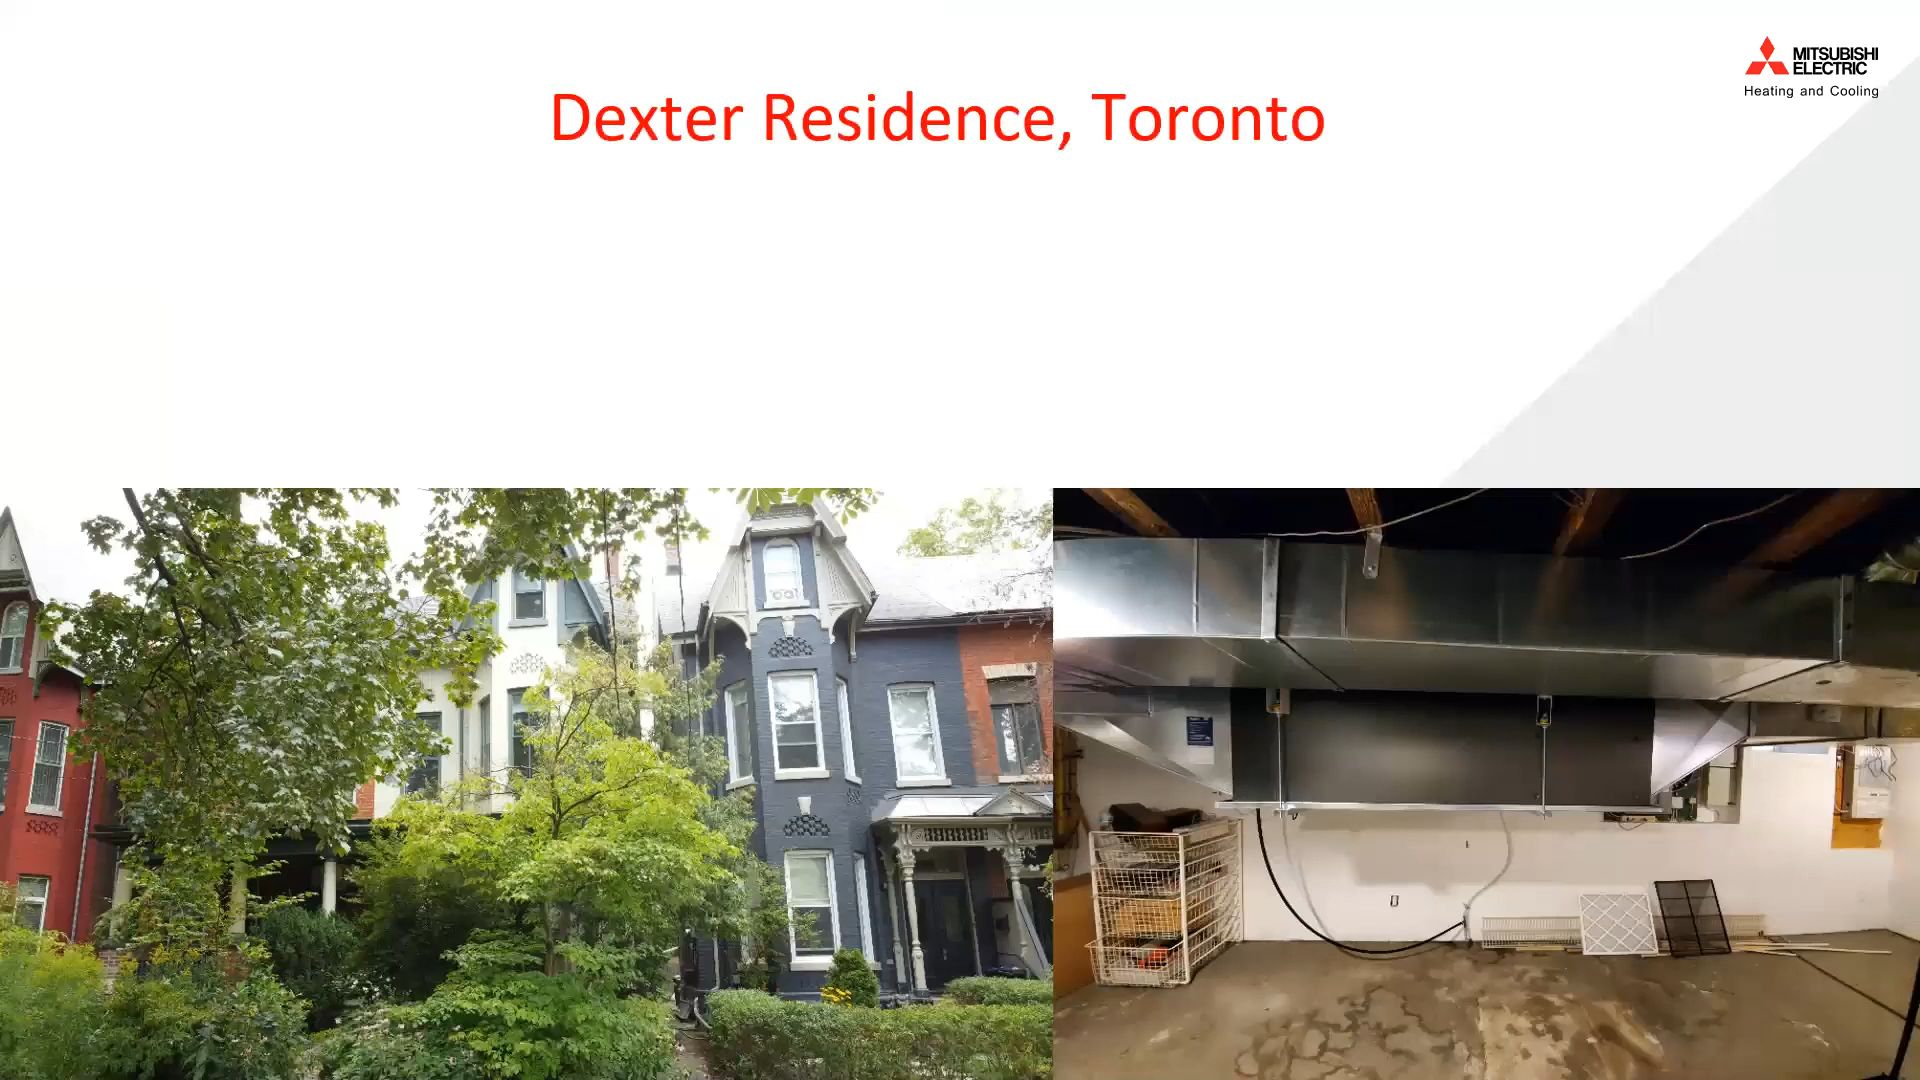 MITSUBISHI
ELECTRIC
Heating and Cooling
Dexter Residence, Toronto